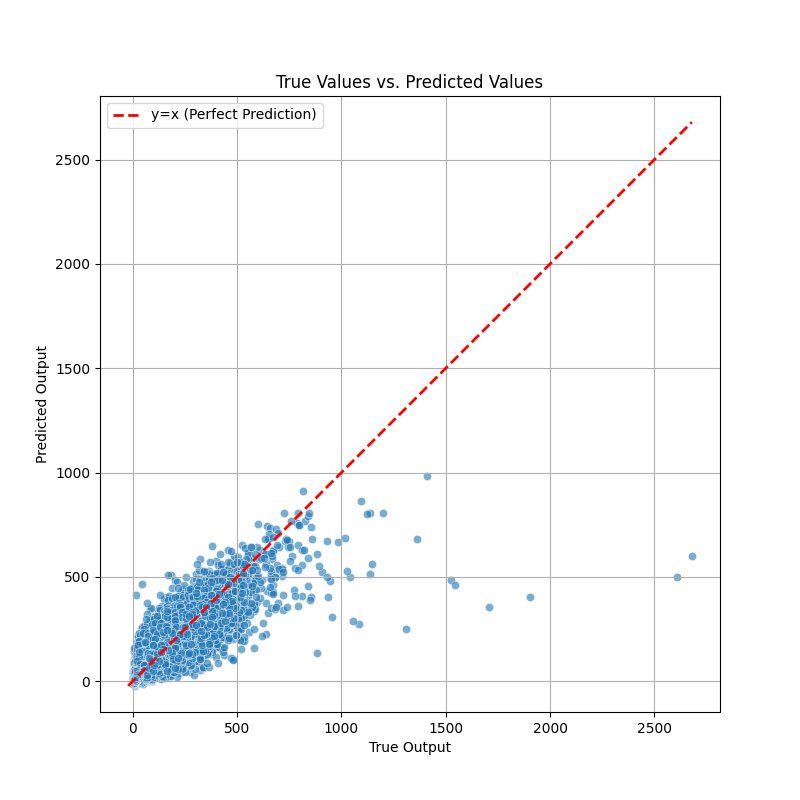 True Values vs. Predicted Values
y=x (Perfect Prediction)
2500
2000
1500
1000
500
0
Predicted Output
0 500 1000 1500 2000 2500
True Output